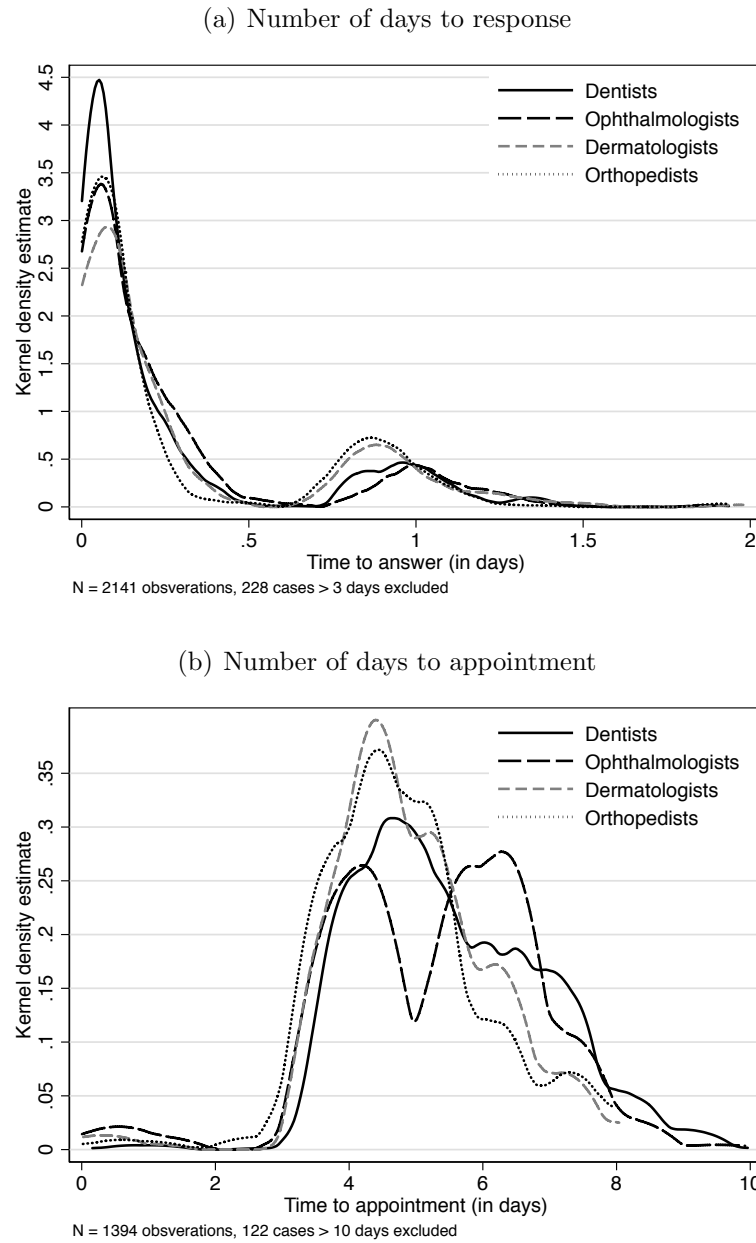 (a) Number of days to response
Kernel density estimate
0 .5 1 1.5 2 2.5 3 3.5 4 4.5
Dentists
Ophthalmologists
Dermatologists
Orthopedists
0 .5 1 1.5 2
Time to answer (in days)
N = 2141 obsverations, 228 cases > 3 days excluded
(b) Number of days to appointment
Kernel density estimate
0 .05 .1 .15 .2 .25 .3 .35
Dentists
Ophthalmologists
Dermatologists
Orthopedists
0 2 4 6 8 10
Time to appointment (in days)
N = 1394 obsverations, 122 cases > 10 days excluded